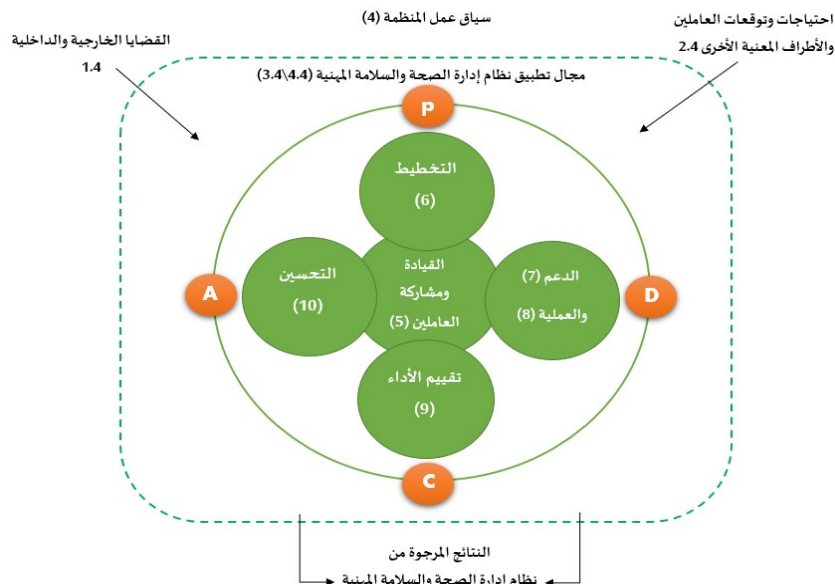 سياق عمل المنظمة (4)
احتياجات وتوقعات العاملين
والأطراف المعنية الأخرى 2.4
القضايا الخارجية والداخلية
1.4
مجال تطبيق نظام إدارة الصحة والسلامة المهنية (4.4\3.4)
P
التخطيط
(6)
القيادة
ومشاركة
العاملين (5)
الدعم (7)
والعملية (8)
D
التحسين
(10)
A
تقييم الأداء
(9)
C
النتائج المرجوة من
نظام إدارة الصحة والسلامة المهنية